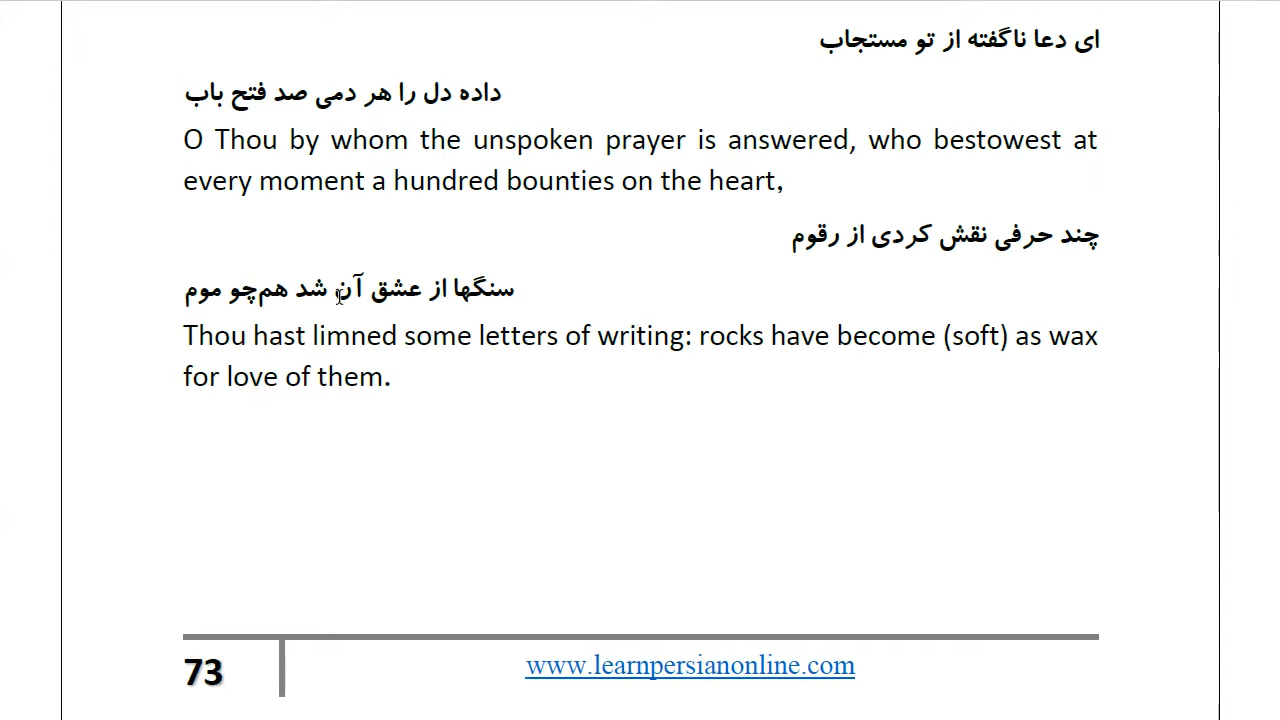 ای دعا ناگفته از تو مستجاب
داده دل را هر دمی صد فتح باب
O Thou by whom the unspoken prayer is answered, who bestowest at
every moment a hundred bounties on the heart,
چند حرفی نقش کردی از رقوم
سنگها از عشق آن شد هم‌چو موم
Thou hast limned some letters of writing: rocks have become (soft) as wax
for love of them.
73
www.learnpersianonline.com